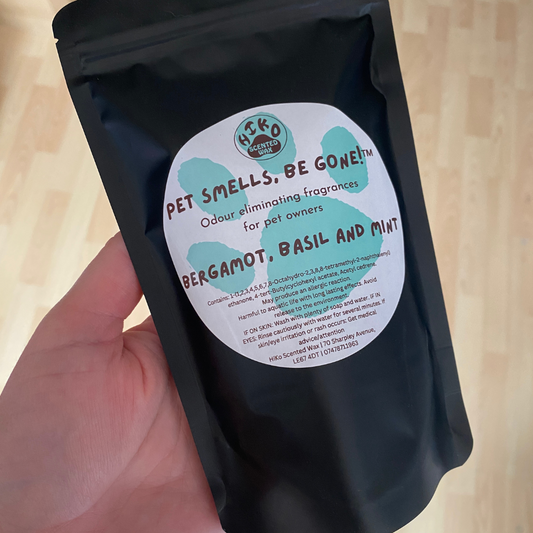 HIKO
SCENTED
WAX
PET SMELLS, BE GONE!™
Odour eliminating fragrances
for pet owners
BERGAMOT, BASIL AND MINT
Contains: 1-(1,2,3,4,5,6,7,8-Octahydro-2,3,8,8-tetramethyl-2-naphthalenyl)
ethanone, 4-tert-Butylcyclohexyl acetate, Acetyl cedrene.
May produce an allergic reaction.
Harmful to aquatic life with long lasting effects. Avoid
release to the environment.
IF ON SKIN: Wash with plenty of soap and water. IF IN
EYES: Rinse cautiously with water for several minutes. If
skin/eye irritation or rash occurs: Get medical
advice/attention
HiKo Scented Wax | 70 Sharpley Avenue,
LE67 4DT | 07478711963